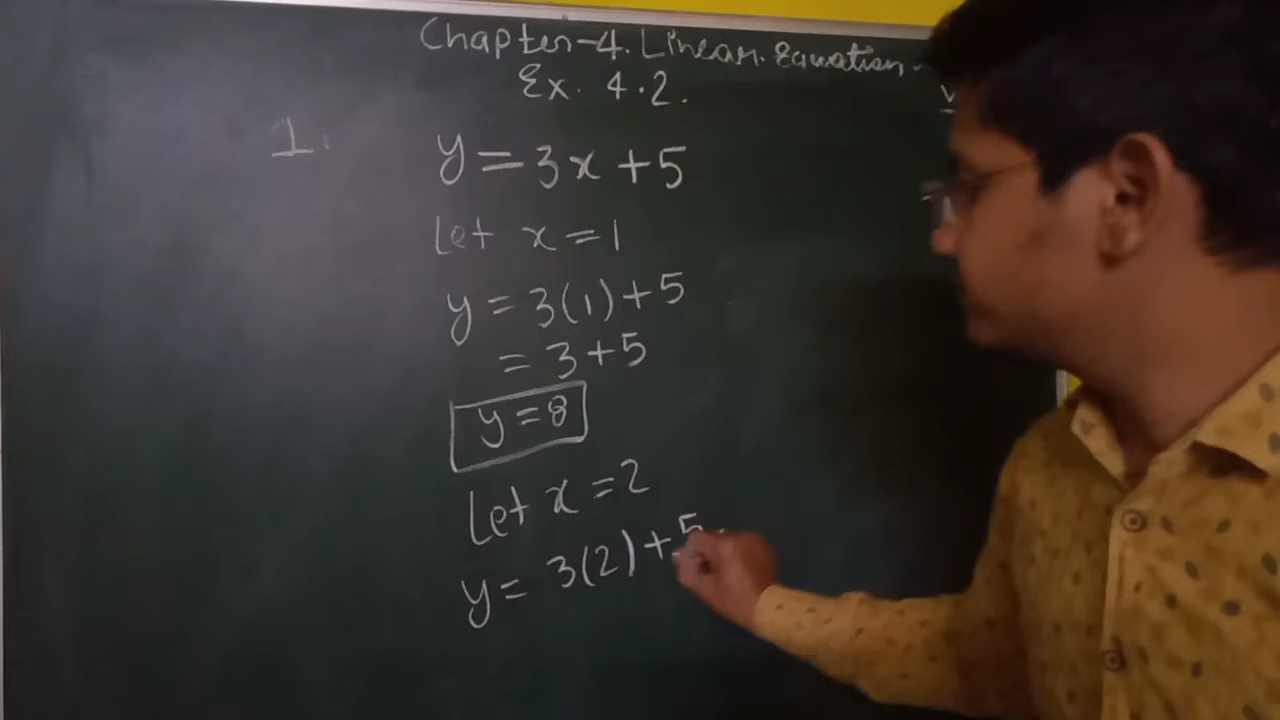 Chapter-4. Linear. Equation.
Ex. 4.2.
1. y = 3x + 5
Let x = 1
y = 3(1) + 5
= 3 + 5
y = 8
Let x = 2
y = 3(2) + 5